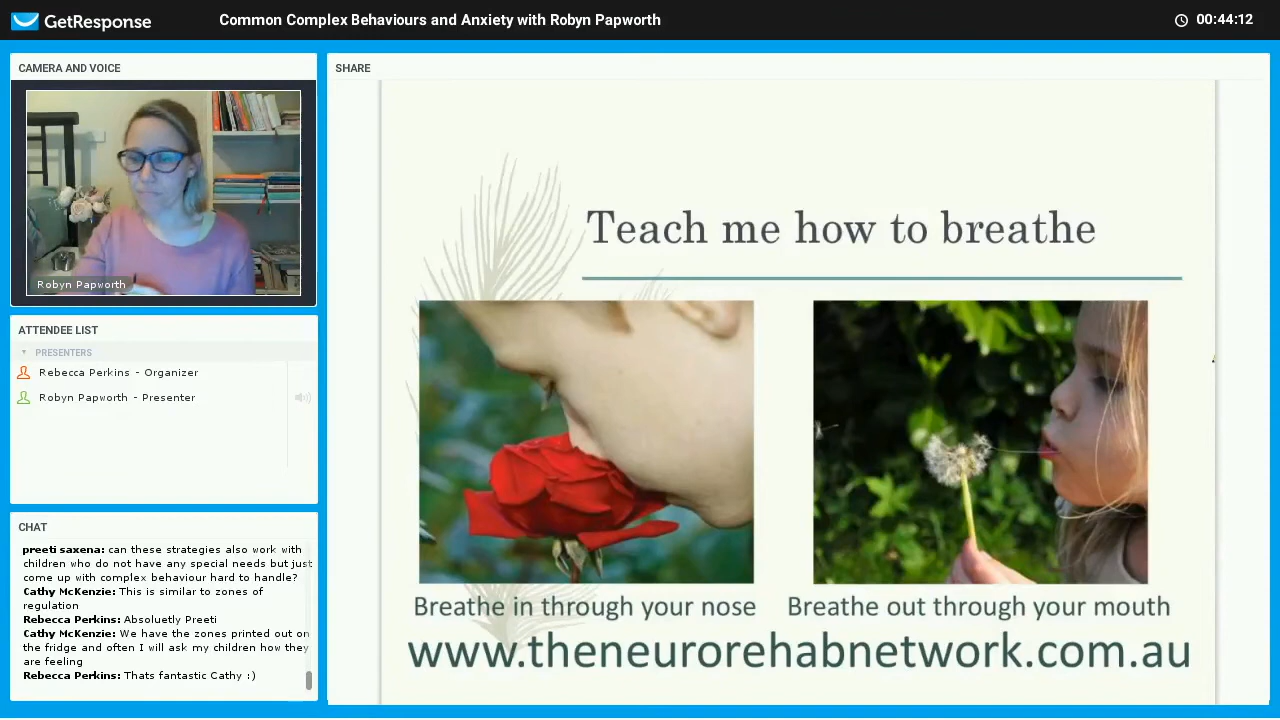 GetResponse
Common Complex Behaviours and Anxiety with Robyn Papworth
00:44:12
CAMERA AND VOICE
Robyn Papworth
ATTENDEE LIST
PRESENTERS
Rebecca Perkins - Organizer
Robyn Papworth - Presenter
CHAT
preeti saxena: can these strategies also work with
children who do not have any special needs but just
come up with complex behaviour hard to handle?
Cathy McKenzie: This is similar to zones of
regulation
Rebecca Perkins: Absoluetly Preeti
Cathy McKenzie: We have the zones printed out on
the fridge and often I will ask my children how they
are feeling
Rebecca Perkins: Thats fantastic Cathy :)
SHARE
Teach me how to breathe
Breathe in through your nose
Breathe out through your mouth
www.theneurorehabnetwork.com.au